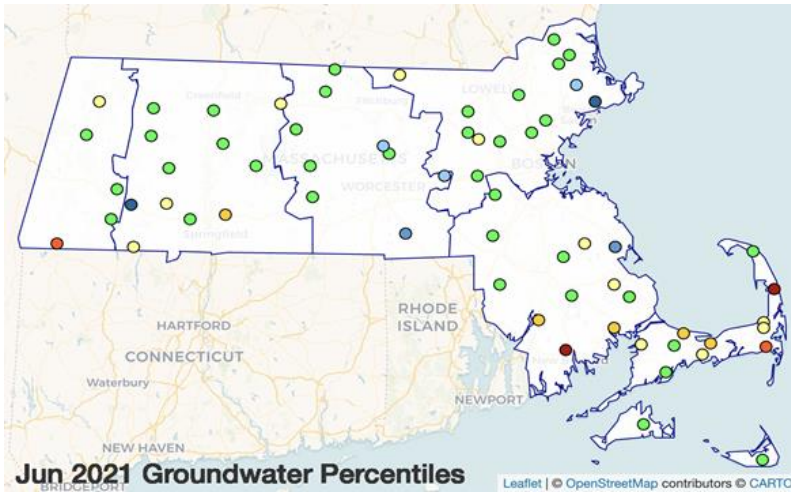 LOWELL
MASSACHUSETTS
BOSTON
WORCESTER
Springfield
RHODE
ISLAND
HARTFORD
CONNECTICUT
Waterbury
NEWPORT
NEW HAVEN
Jun 2021 Groundwater Percentiles
BRIDGEPORT
Leaflet | © OpenStreetMap contributors © CARTO